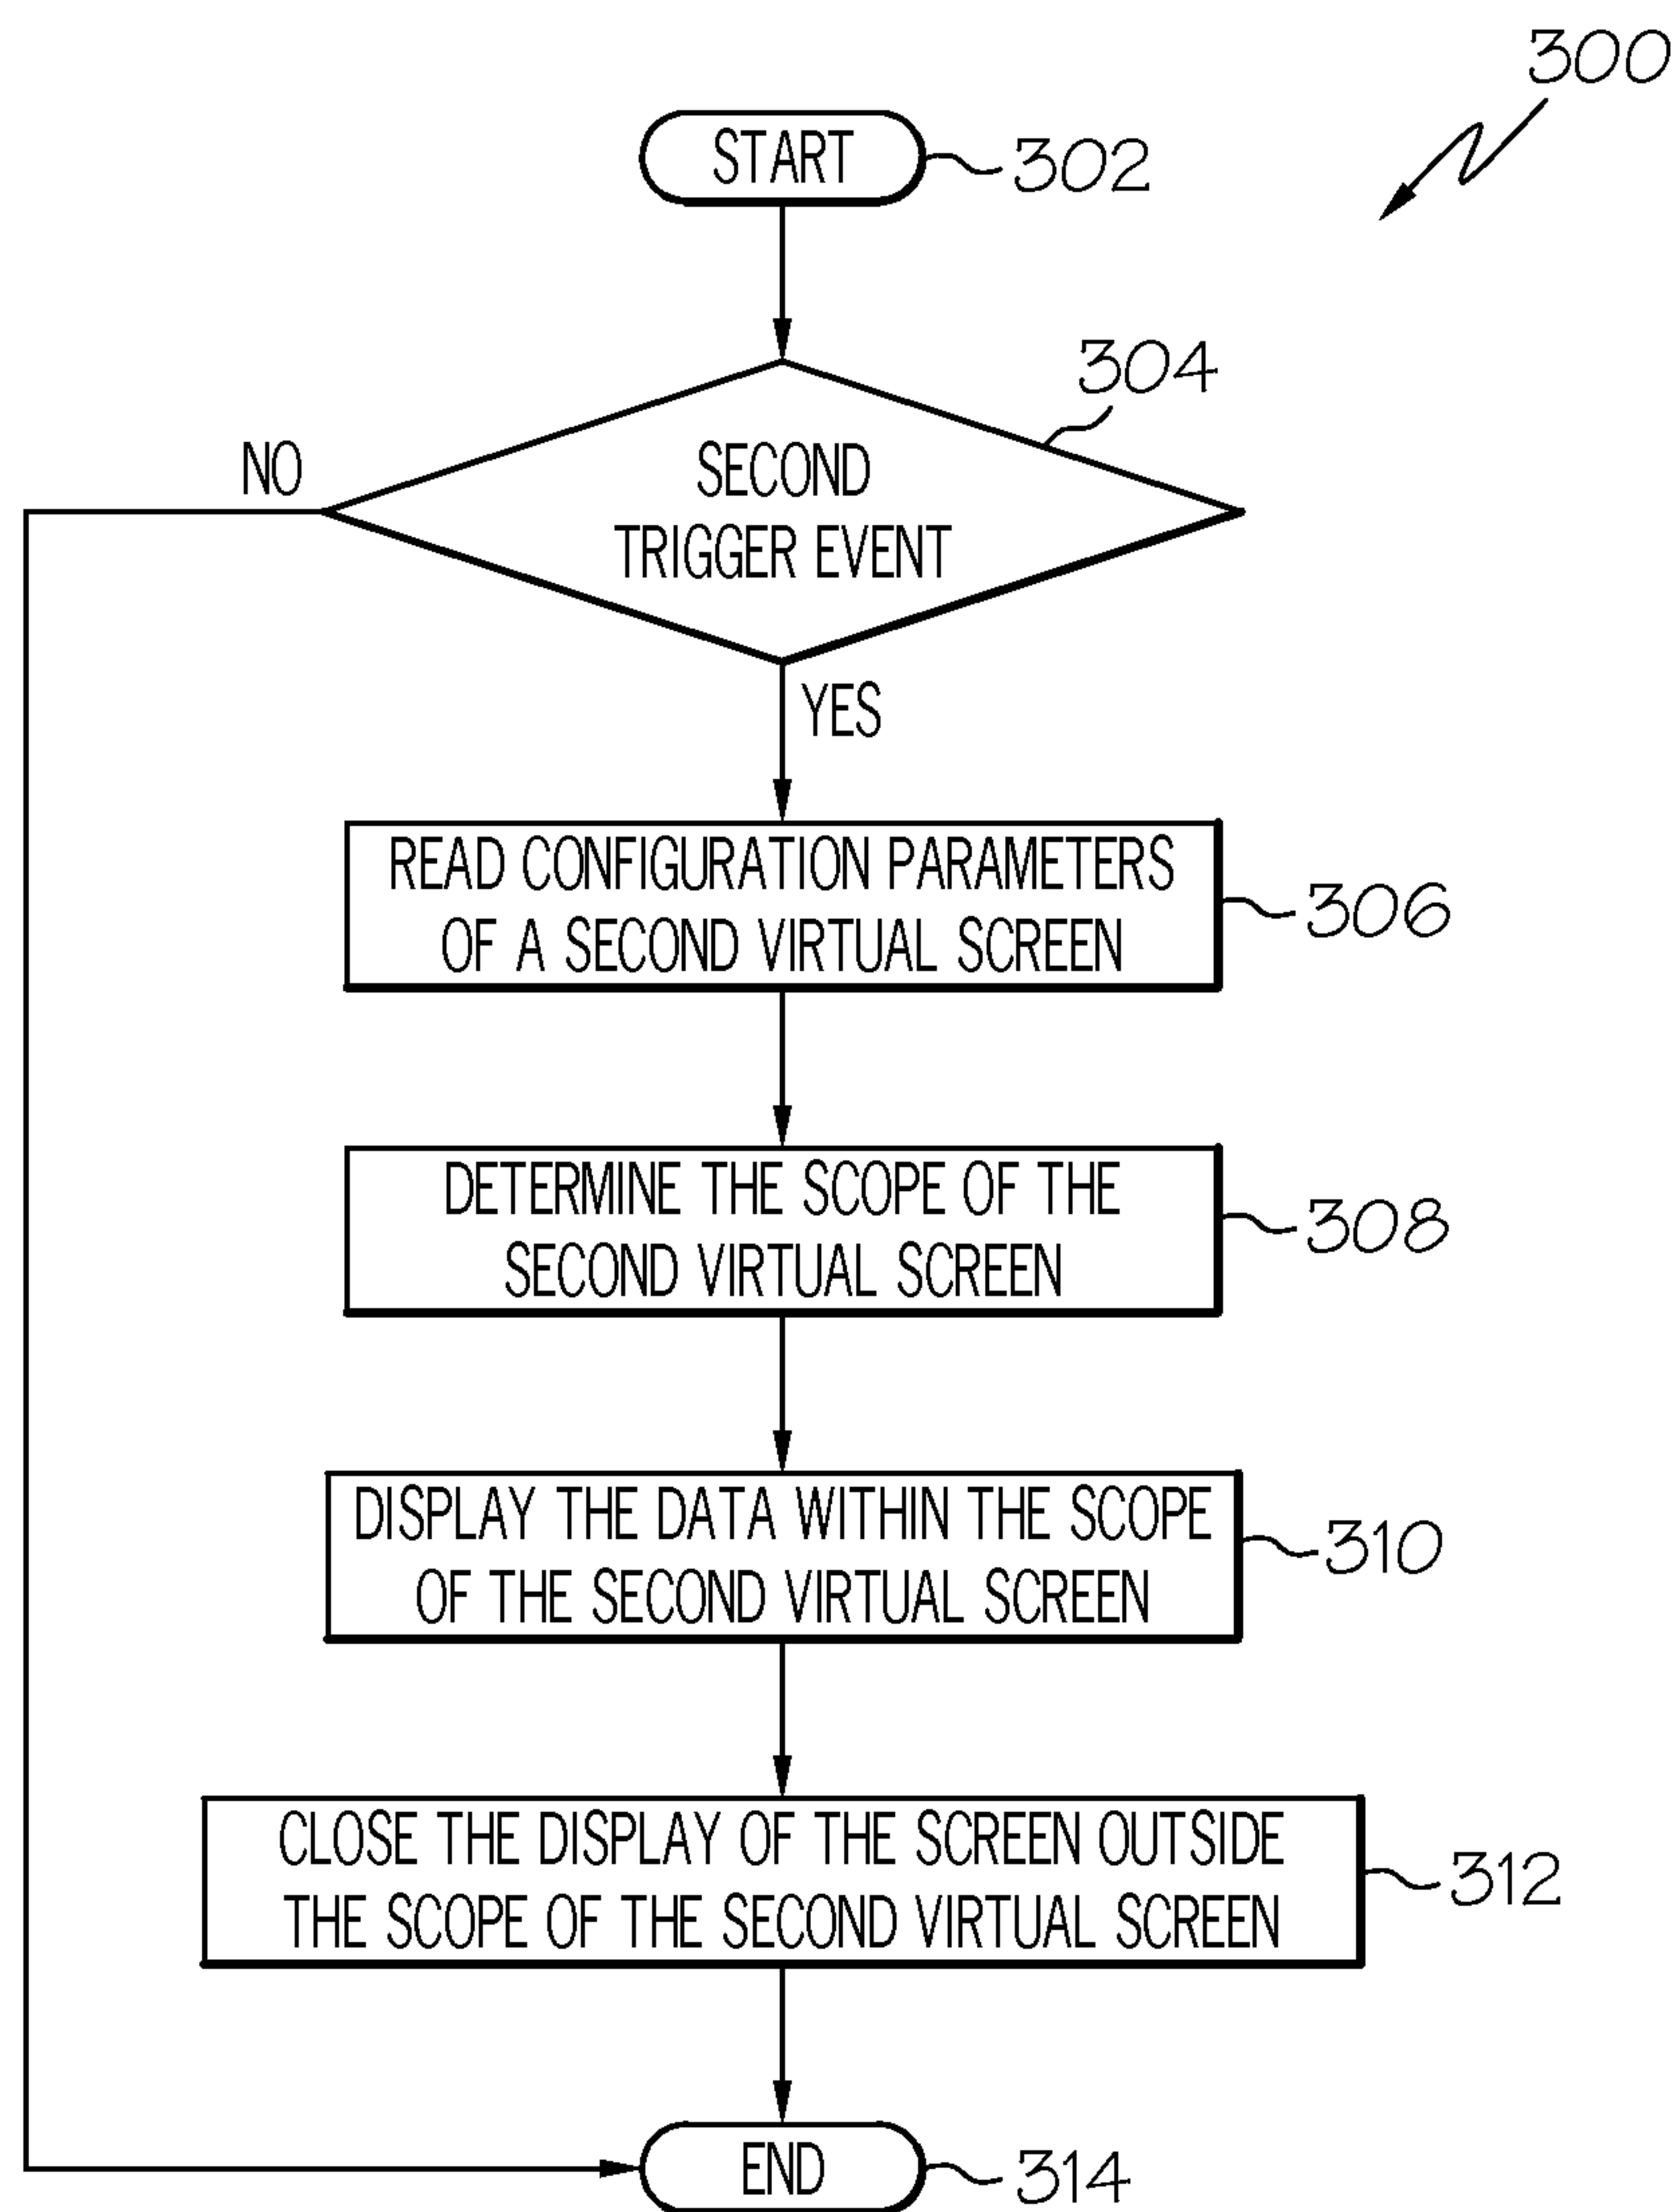 300
START
302
304
NO
SECOND
TRIGGER EVENT
YES
READ CONFIGURATION PARAMETERS
OF A SECOND VIRTUAL SCREEN
306
DETERMINE THE SCOPE OF THE
SECOND VIRTUAL SCREEN
308
DISPLAY THE DATA WITHIN THE SCOPE
OF THE SECOND VIRTUAL SCREEN
310
CLOSE THE DISPLAY OF THE SCREEN OUTSIDE
THE SCOPE OF THE SECOND VIRTUAL SCREEN
312
END
314